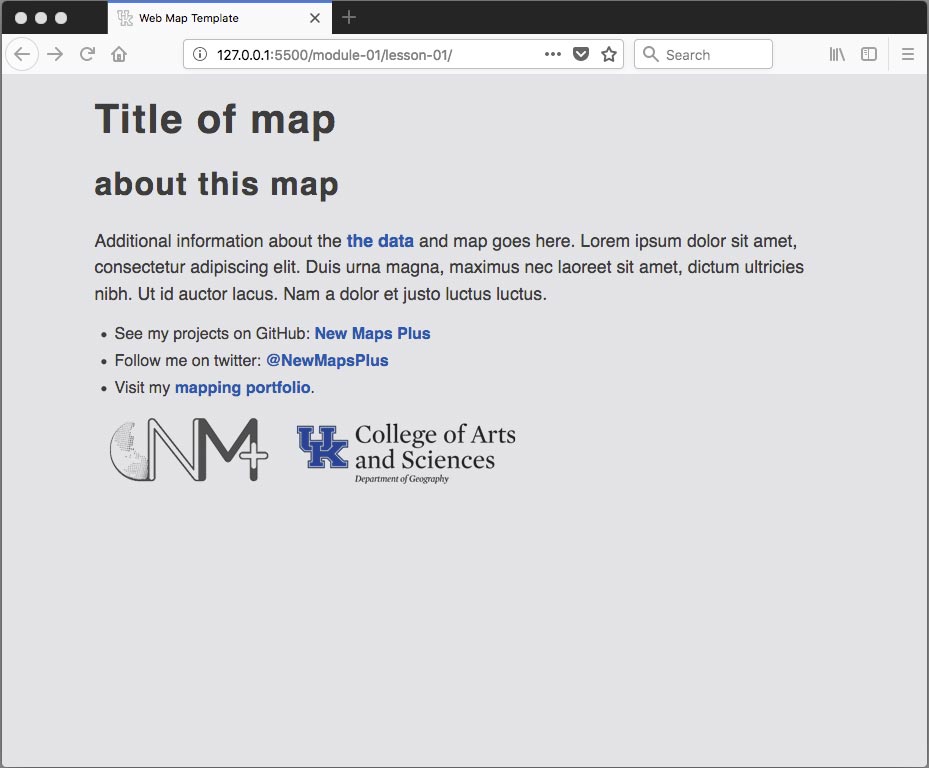 Web Map Template
127.0.0.1:5500/module-01/lesson-01/
Search
Title of map
about this map
Additional information about the the data and map goes here. Lorem ipsum dolor sit amet,
consectetur adipiscing elit. Duis urna magna, maximus nec laoreet sit amet, dictum ultricies
nibh. Ut id auctor lacus. Nam a dolor et justo luctus luctus.
• See my projects on GitHub: New Maps Plus
• Follow me on twitter: @NewMapsPlus
• Visit my mapping portfolio.
NM+
UK
College of Arts
and Sciences
Department of Geography